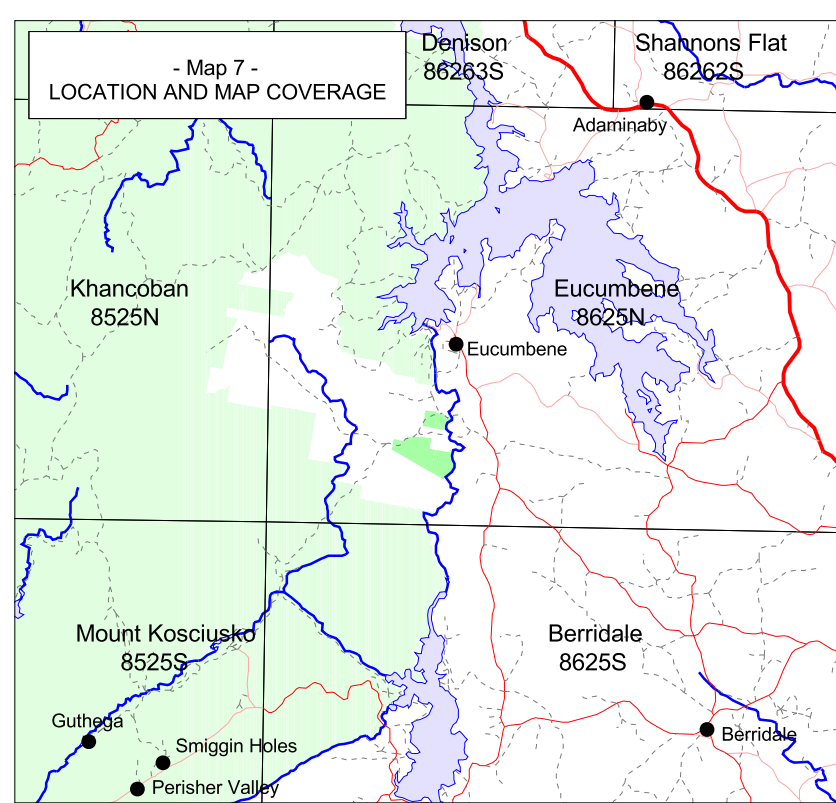 - Map 7 -
LOCATION AND MAP COVERAGE
Denison
86263S
Shannons Flat
86262S
Adaminaby
Khancoban
8525N
Eucumbene
8625N
Eucumbene
Mount Kosciusko
8525S
Berridale
8625S
Guthega
Smiggin Holes
Perisher Valley
Berridale